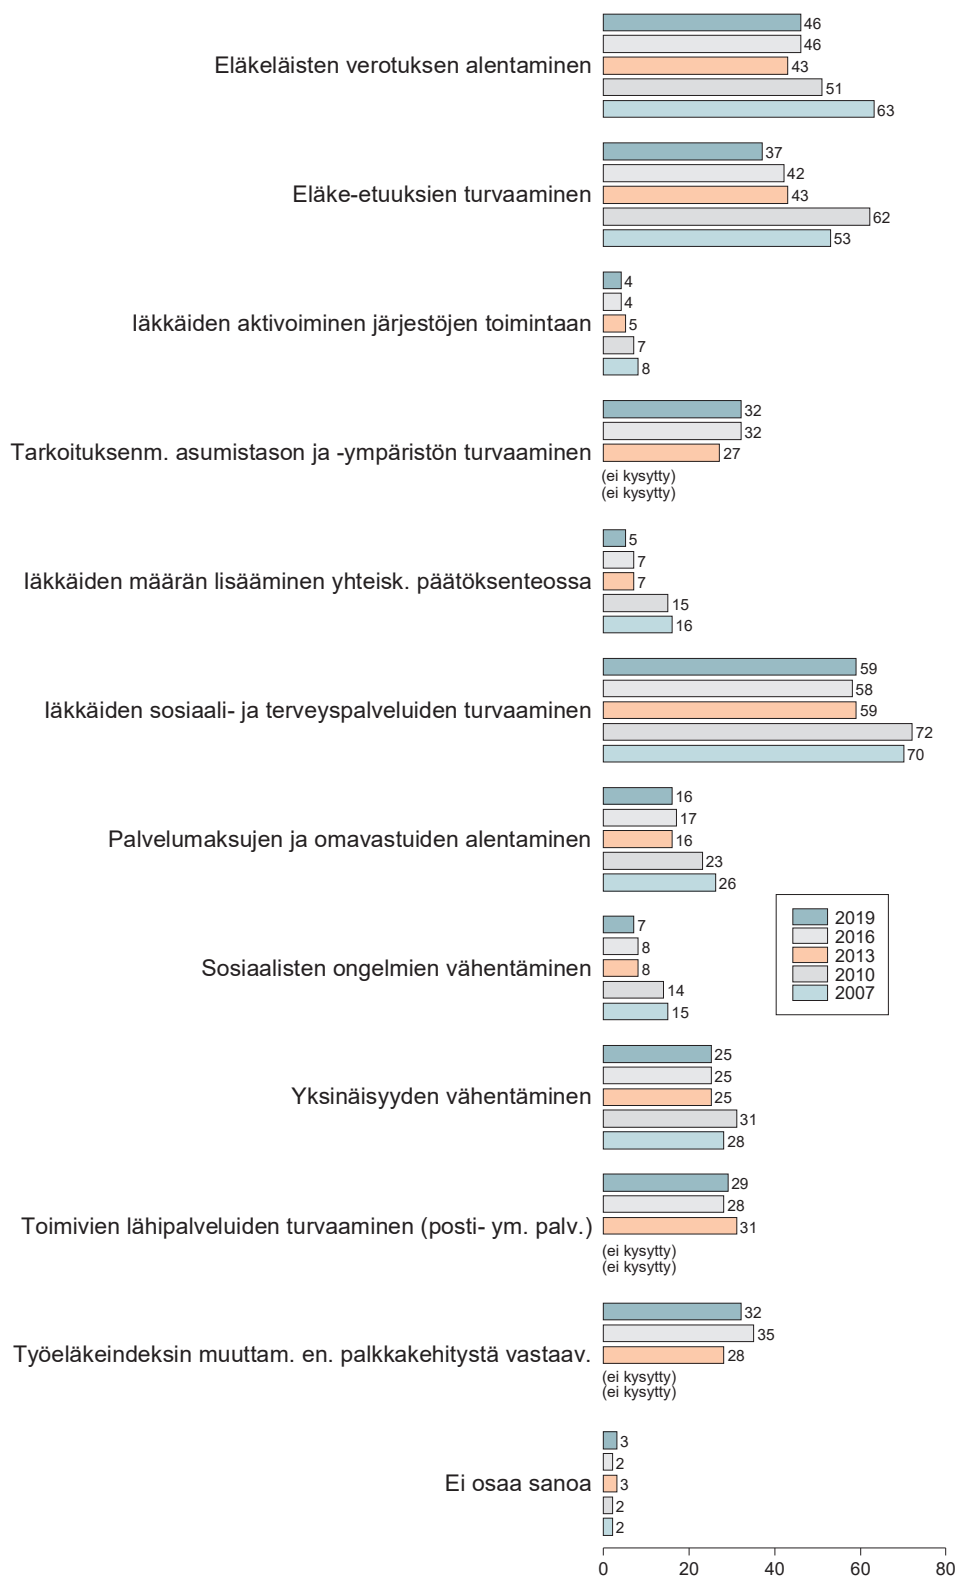 46
46
Eläkeläisten verotuksen alentaminen 43
51
63
37
42
Eläke-etuuksien turvaaminen 43
62
53
4
4
Iäkkäiden aktivoiminen järjestöjen toimintaan 5
7
8
32
32
Tarkoituksenm. asumistason ja -ympäristön turvaaminen 27
(ei kysytty)
(ei kysytty)
5
7
Iäkkäiden määrän lisääminen yhteisk. päätöksenteossa 7
15
16
59
58
Iäkkäiden sosiaali- ja terveyspalveluiden turvaaminen 59
72
70
16
17
Palvelumaksujen ja omavastuiden alentaminen 16
23
26
7
8
Sosiaalisten ongelmien vähentäminen 8
14
15
2019
2016
2013
2010
2007
25
25
Yksinäisyyden vähentäminen 25
31
28
29
28
Toimivien lähipalveluiden turvaaminen (posti- ym. palv.) 31
(ei kysytty)
(ei kysytty)
32
35
Työeläkeindeksin muuttam. en. palkkakehitystä vastaav. 28
(ei kysytty)
(ei kysytty)
3
2
Ei osaa sanoa 3
2
2
0 20 40 60 80